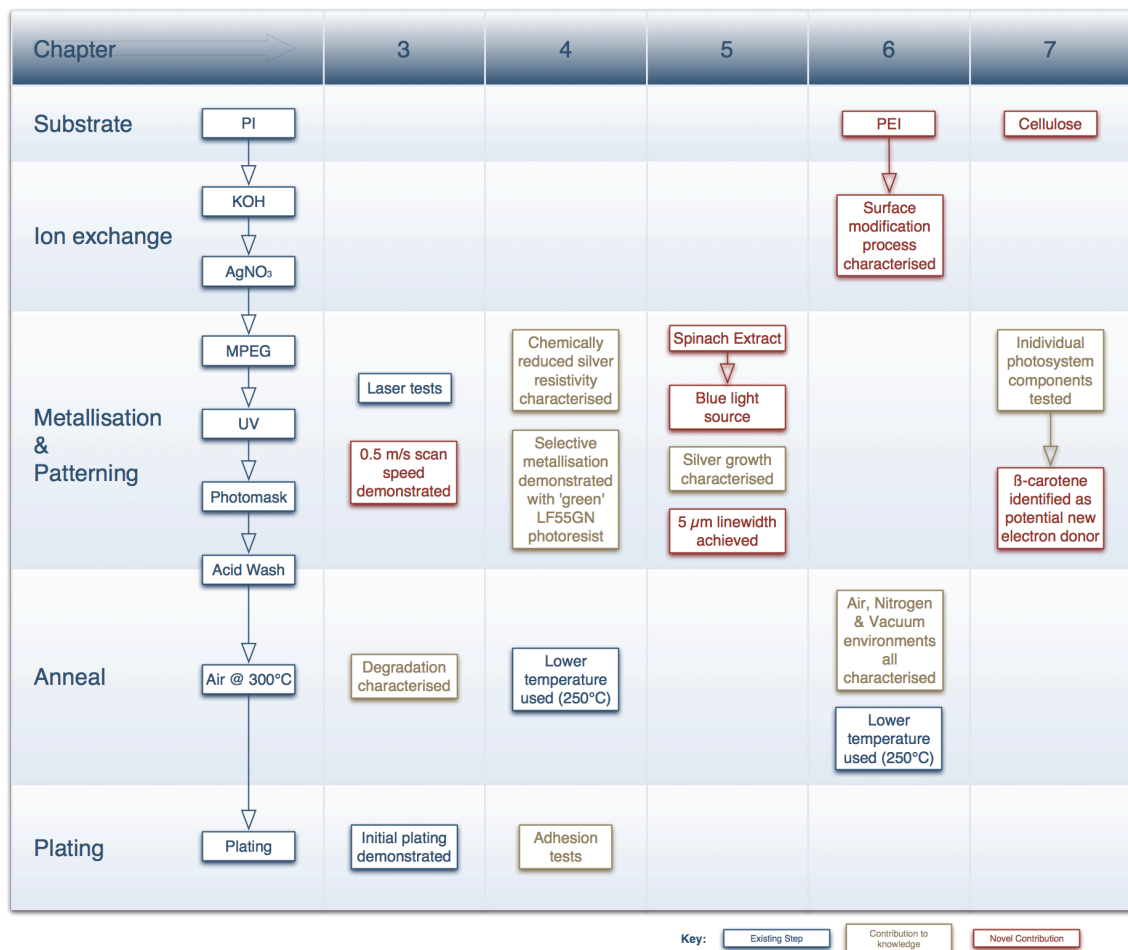 Chapter
3
4
5
6
7
Substrate
PI
PEI
Cellulose
Ion exchange
KOH
AgNO₃
Surface
modification
process
characterised
Metallisation
&
Patterning
MPEG
UV
Photomask
Acid Wash
Laser tests
0.5 m/s scan
speed
demonstrated
Chemically
reduced silver
resistivity
characterised
Selective
metallisation
demonstrated
with 'green'
LF55GN
photoresist
Spinach Extract
Blue light
source
Silver growth
characterised
5 µm linewidth
achieved
Inidividual
photosystem
components
tested
ß-carotene
identified as
potential new
electron donor
Anneal
Air @ 300°C
Degradation
characterised
Lower
temperature
used (250°C)
Air, Nitrogen
& Vacuum
environments
all
characterised
Lower
temperature
used (250°C)
Plating
Plating
Initial plating
demonstrated
Adhesion
tests
Key:
Existing Step
Contribution to
knowledge
Novel Contribution